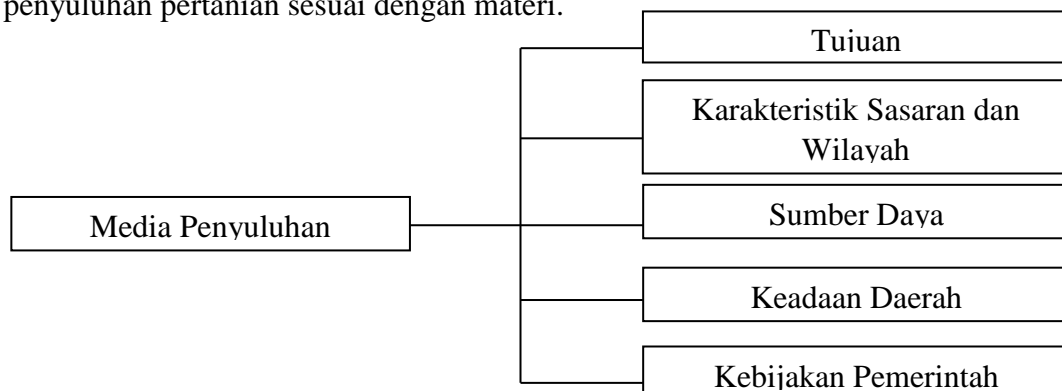 penyuluhan pertanian sesuai dengan materi.
Tujuan
Karakteristik Sasaran dan
Wilayah
Media Penyuluhan
Sumber Daya
Keadaan Daerah
Kebijakan Pemerintah